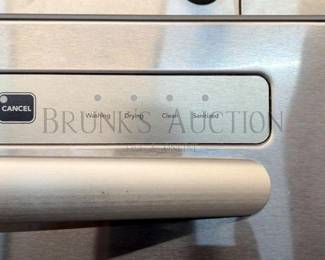 CANCEL
Washing Drying Clean Sanitized
BRUNK'S AUCTION